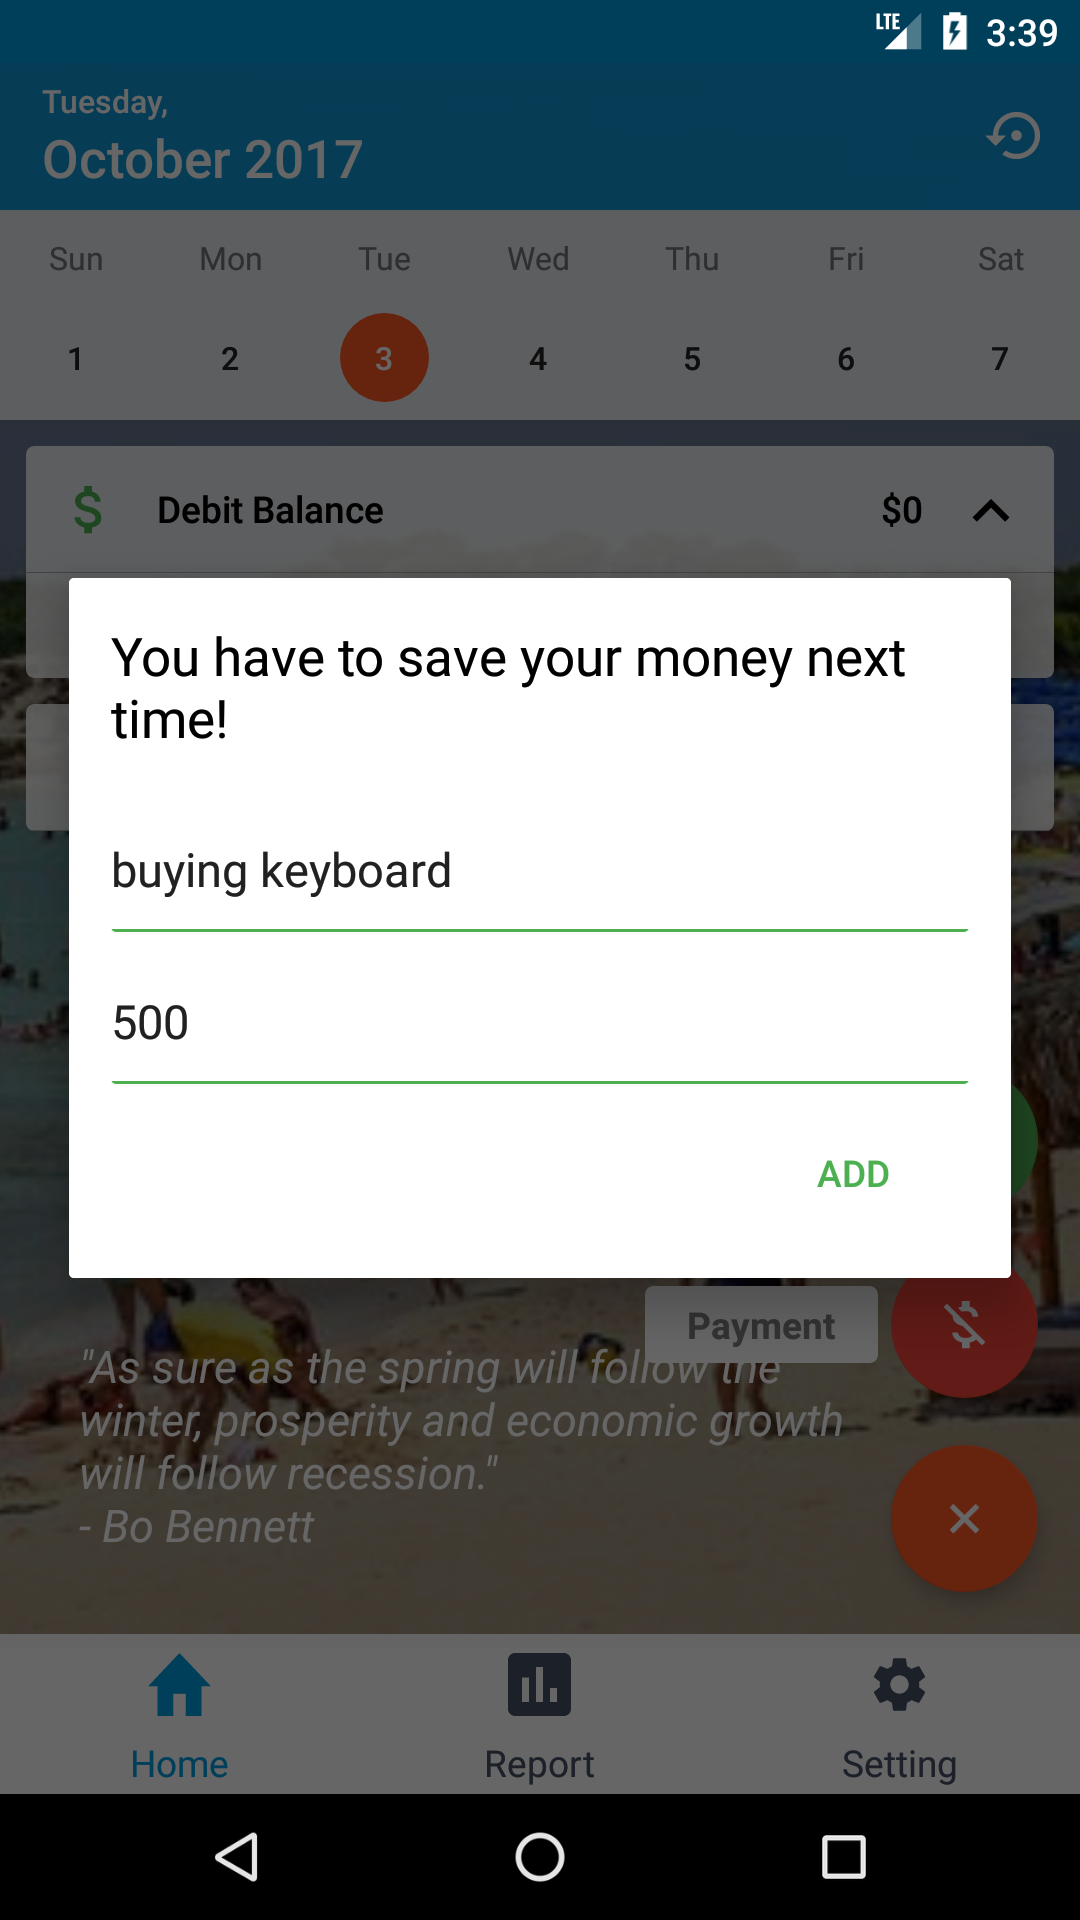 LTE 3:39
Tuesday,
October 2017
Sun Mon Tue Wed Thu Fri Sat
1 2 3 4 5 6 7
$ Debit Balance $0
You have to save your money next
time!
buying keyboard
500
ADD
Payment
"As sure as the spring will follow the
winter, prosperity and economic growth
will follow recession."
- Bo Bennett
Home Report Setting